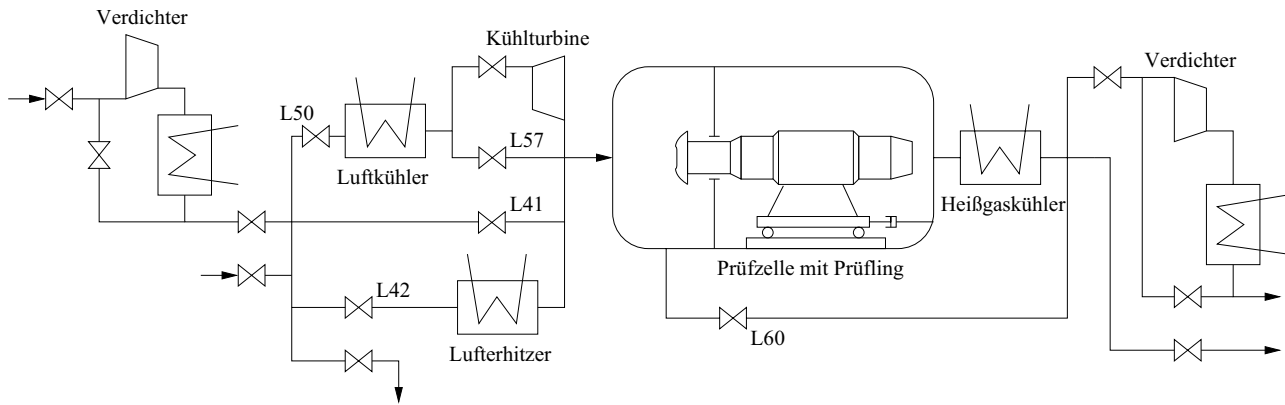 Verdichter
Kühlturbine
Verdichter
L50
L57
Luftkühler
L41
Heißgaskühler
Prüfzelle mit Prüfling
L42
L60
Lufterhitzer